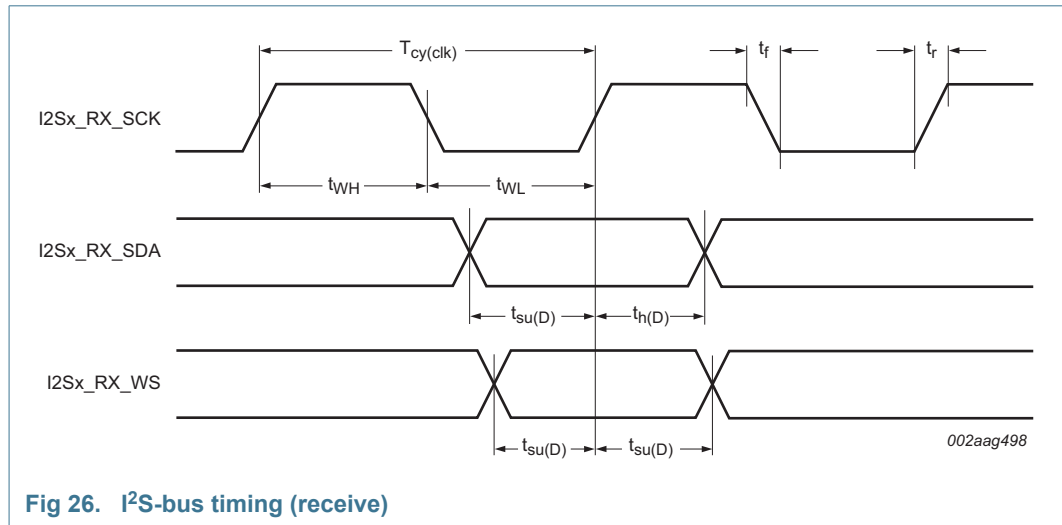 T_cy(clk)
t_f
t_r
I2Sx_RX_SCK
t_WH
t_WL
I2Sx_RX_SDA
t_su(D)
t_h(D)
I2Sx_RX_WS
t_su(D)
t_su(D)
002aag498
Fig 26. I²S-bus timing (receive)